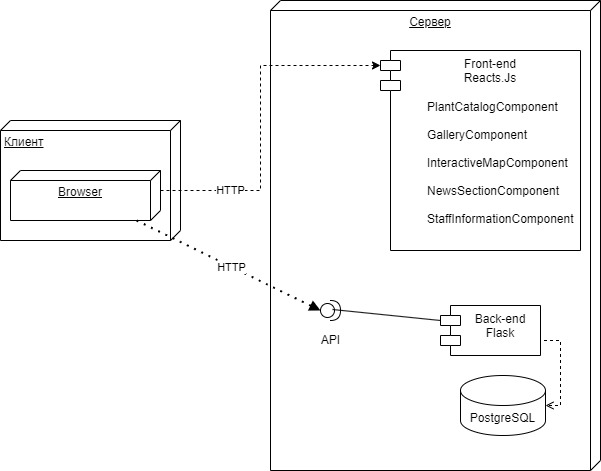 Сервер
Front-end
Reacts.Js
PlantCatalogComponent
GalleryComponent
InteractiveMapComponent
NewsSectionComponent
StaffInformationComponent
Клиент
Browser
HTTP
HTTP
API
Back-end
Flask
PostgreSQL